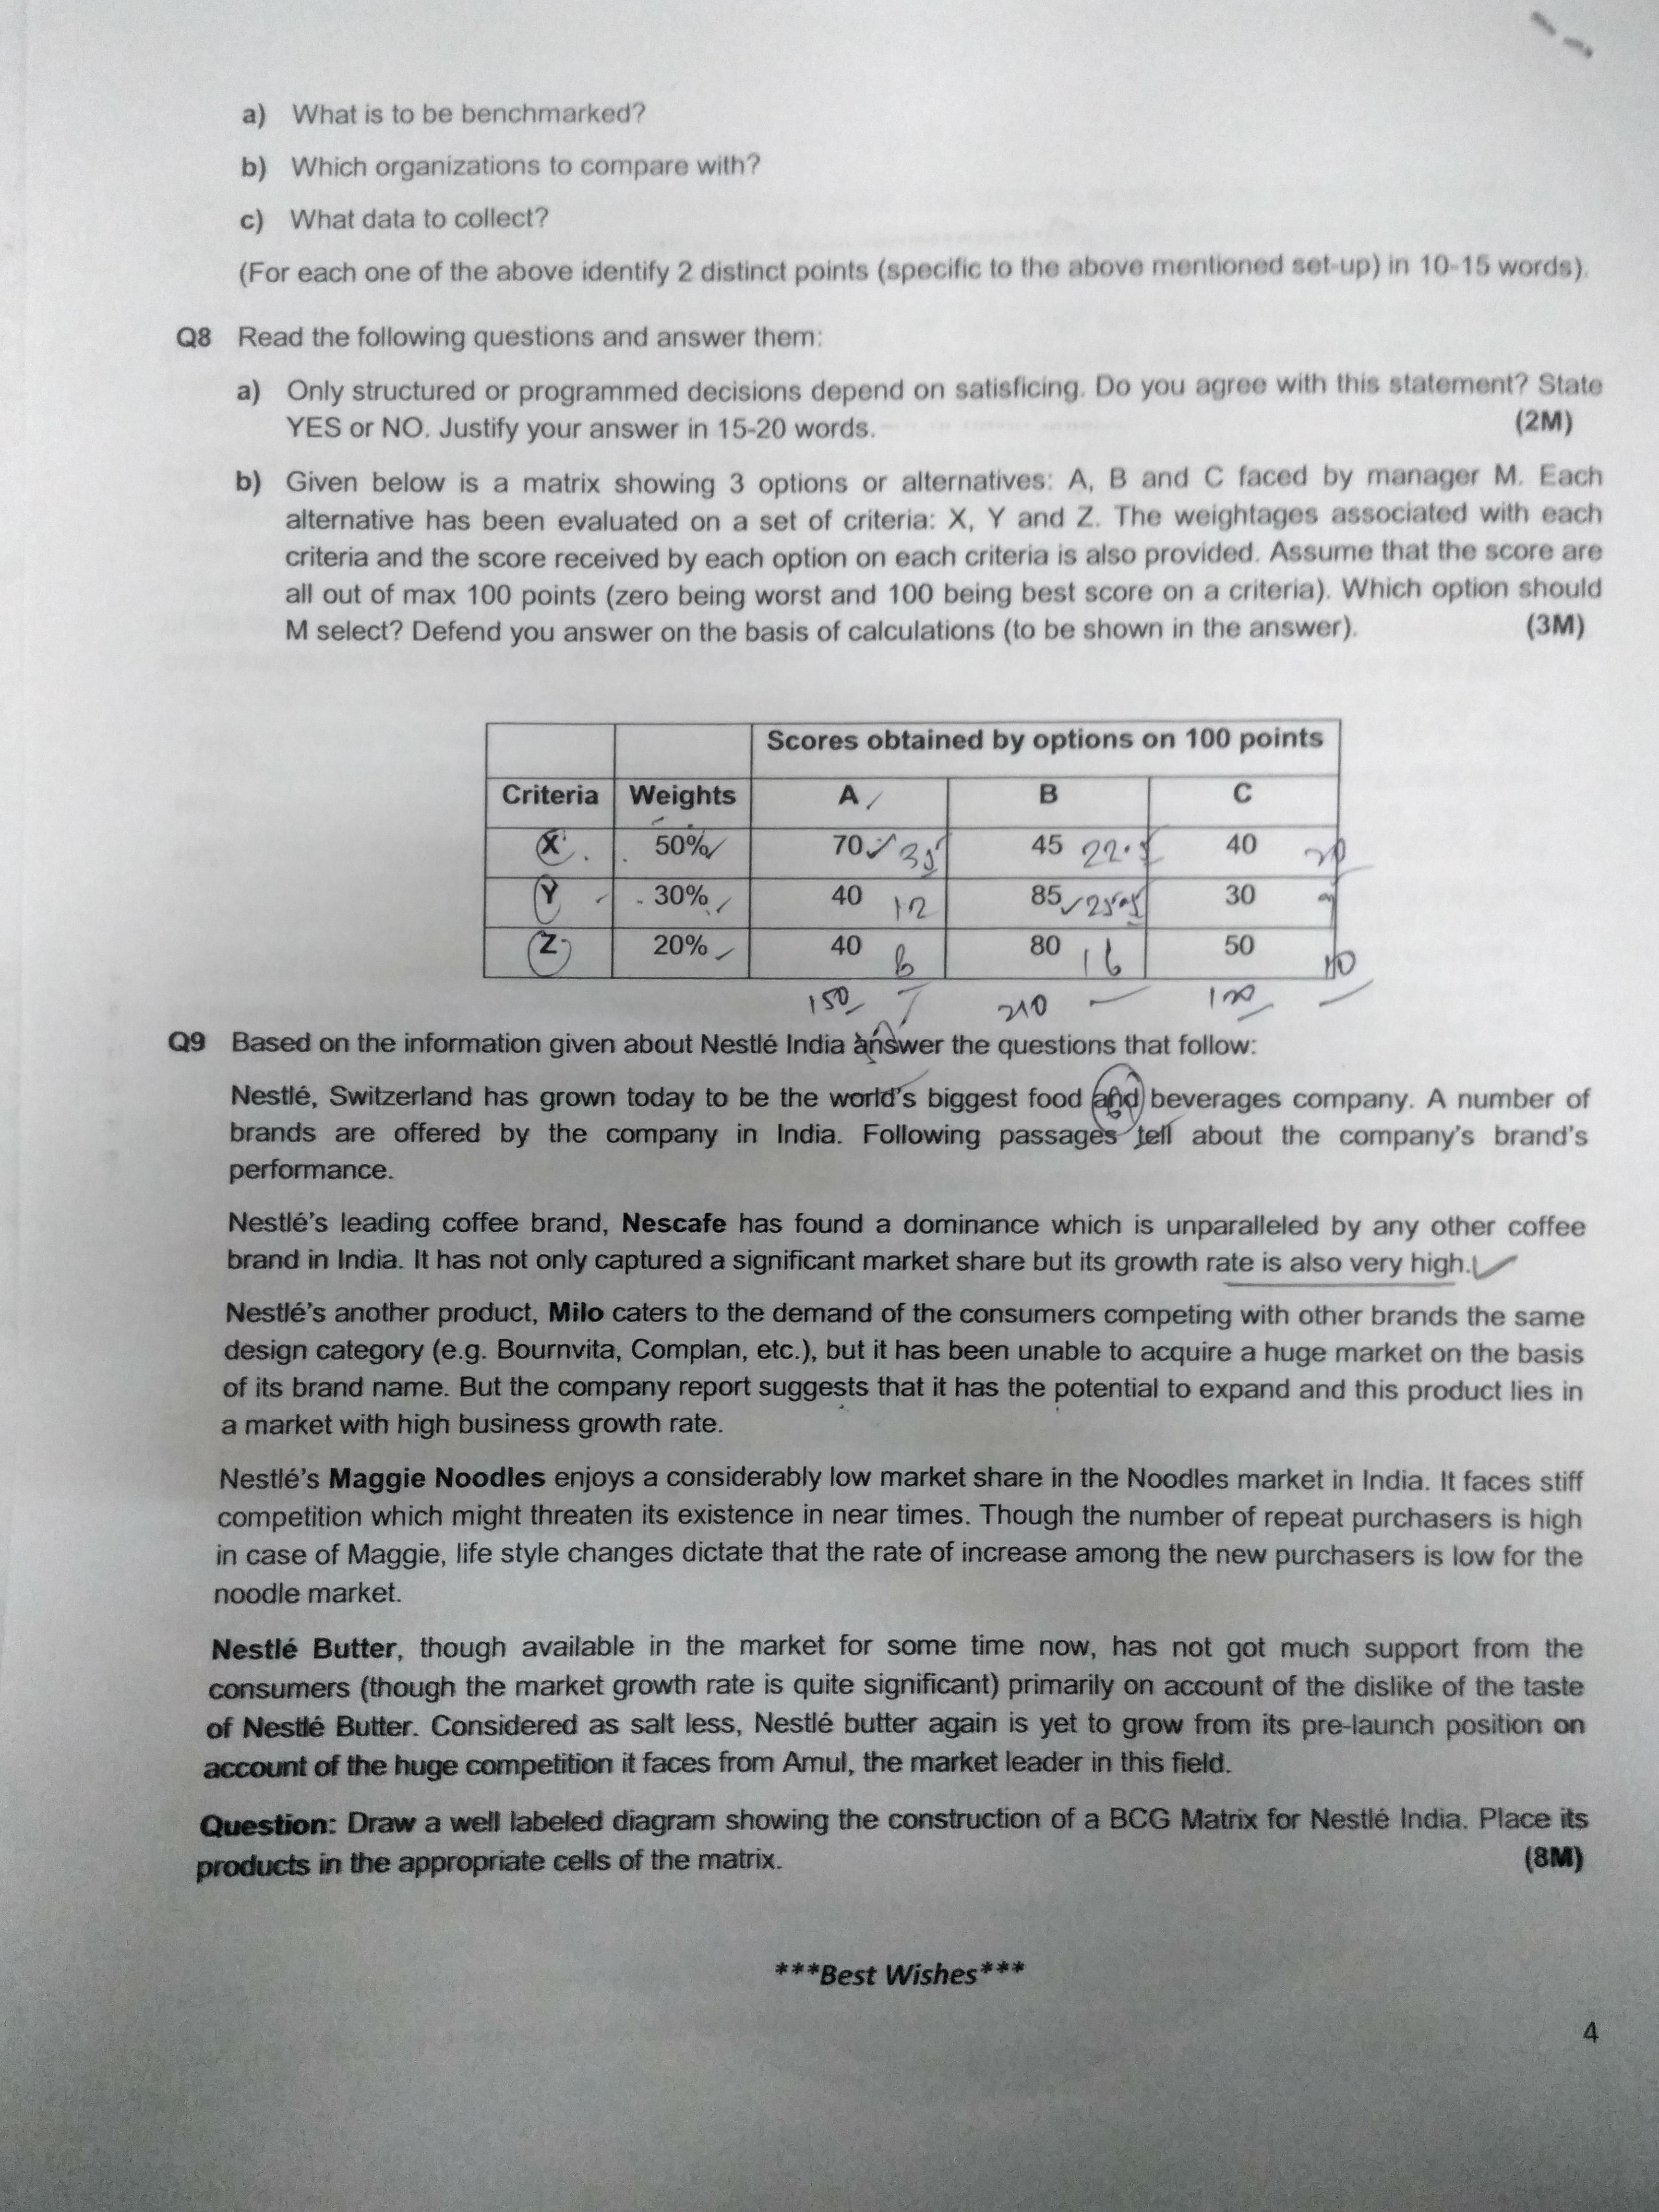 a) What is to be benchmarked?
b) Which organizations to compare with?
c) What data to collect?
(For each one of the above identify 2 distinct points (specific to the above mentioned set-up) in 10-15 words).
Q8 Read the following questions and answer them:
a) Only structured or programmed decisions depend on satisficing. Do you agree with this statement? State
YES or NO. Justify your answer in 15-20 words. (2M)
b) Given below is a matrix showing 3 options or alternatives: A, B and C faced by manager M. Each
alternative has been evaluated on a set of criteria: X, Y and Z. The weightages associated with each
criteria and the score received by each option on each criteria is also provided. Assume that the score are
all out of max 100 points (zero being worst and 100 being best score on a criteria). Which option should
M select? Defend you answer on the basis of calculations (to be shown in the answer). (3M)
Scores obtained by options on 100 points
Criteria Weights A B C
X 50% 70 35 45 22.5 40 20
Y 30% 40 12 85 25.5 30 9
Z 20% 40 8 80 16 50 10
150 210 120
Q9 Based on the information given about Nestlé India answer the questions that follow:
Nestlé, Switzerland has grown today to be the world's biggest food and beverages company. A number of
brands are offered by the company in India. Following passages tell about the company's brand's
performance.
Nestlé's leading coffee brand, Nescafe has found a dominance which is unparalleled by any other coffee
brand in India. It has not only captured a significant market share but its growth rate is also very high.
Nestlé's another product, Milo caters to the demand of the consumers competing with other brands the same
design category (e.g. Bournvita, Complan, etc.), but it has been unable to acquire a huge market on the basis
of its brand name. But the company report suggests that it has the potential to expand and this product lies in
a market with high business growth rate.
Nestlé's Maggie Noodles enjoys a considerably low market share in the Noodles market in India. It faces stiff
competition which might threaten its existence in near times. Though the number of repeat purchasers is high
in case of Maggie, life style changes dictate that the rate of increase among the new purchasers is low for the
noodle market.
Nestlé Butter, though available in the market for some time now, has not got much support from the
consumers (though the market growth rate is quite significant) primarily on account of the dislike of the taste
of Nestlé Butter. Considered as salt less, Nestlé butter again is yet to grow from its pre-launch position on
account of the huge competition it faces from Amul, the market leader in this field.
Question: Draw a well labeled diagram showing the construction of a BCG Matrix for Nestlé India. Place its
products in the appropriate cells of the matrix. (8M)
***Best Wishes***
4